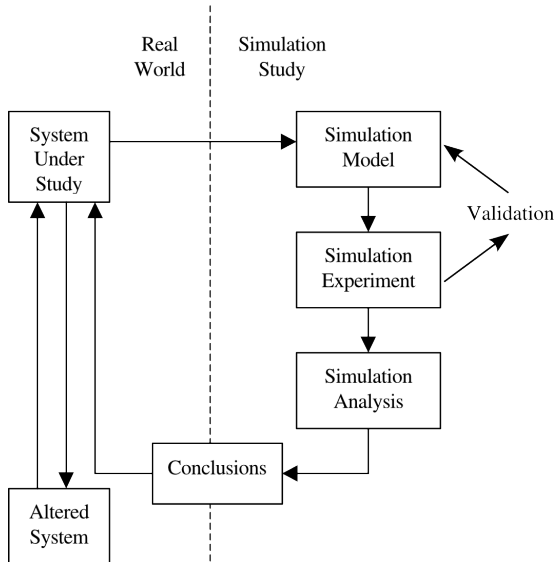 Real
World
Simulation
Study
System
Under
Study
Simulation
Model
Validation
Simulation
Experiment
Simulation
Analysis
Conclusions
Altered
System